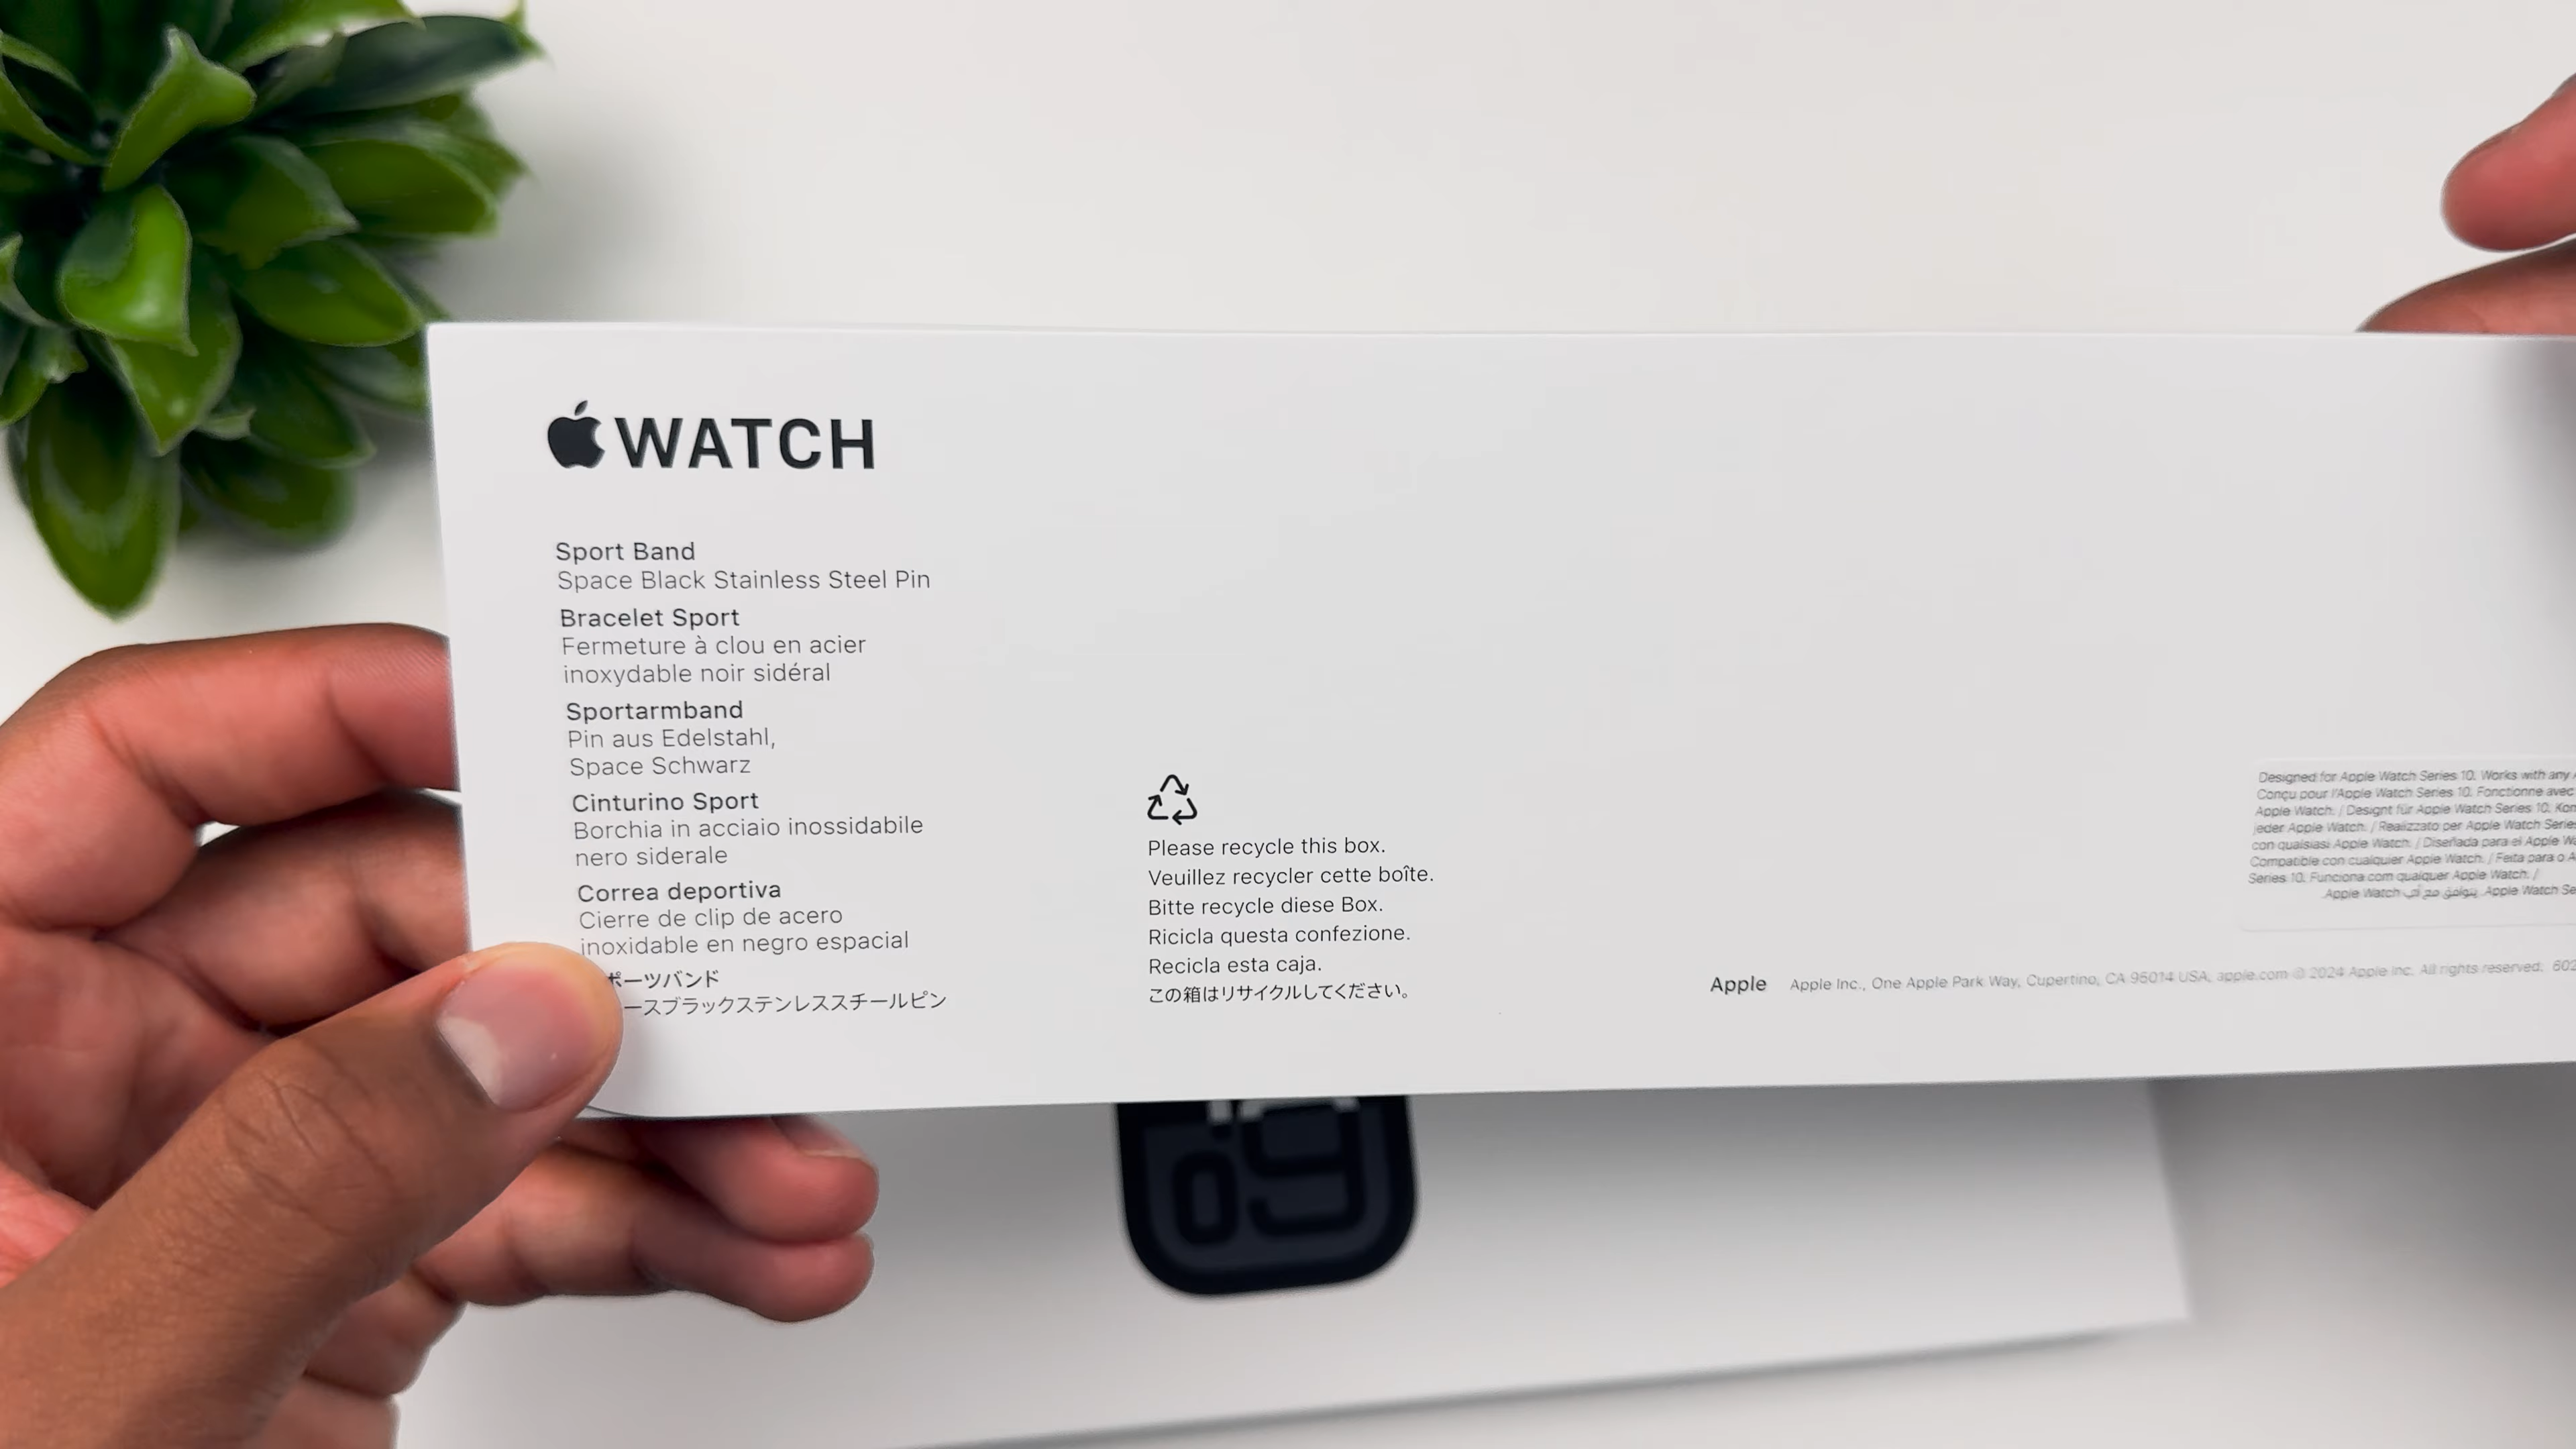 WATCH
Sport Band
Space Black Stainless Steel Pin
Bracelet Sport
Fermeture à clou en acier
inoxydable noir sidéral
Sportarmband
Pin aus Edelstahl,
Space Schwarz
Cinturino Sport
Borchia in acciaio inossidabile
nero siderale
Correa deportiva
Cierre de clip de acero
inoxidable en negro espacial
ポーツバンド
ースブラックステンレススチールピン
Please recycle this box.
Veuillez recycler cette boîte.
Bitte recycle diese Box.
Ricicla questa confezione.
Recicla esta caja.
この箱はリサイクルしてください。
Designed for Apple Watch Series 10. Works with any
Conçu pour l'Apple Watch Series 10. Fonctionne avec
Apple Watch. / Designt für Apple Watch Series 10.
jeder Apple Watch. / Realizzato per Apple Watch Series
con qualsiasi Apple Watch. / Diseñada para el Apple
Compatible con cualquier Apple Watch. / Feita para o
Series 10. Funciona com qualquer Apple Watch. /
Apple Watch يتوافق مع أي Apple Watch.
Apple Apple Inc., One Apple Park Way, Cupertino, CA 95014 USA, apple.com © 2024 Apple Inc. All rights reserved. 602